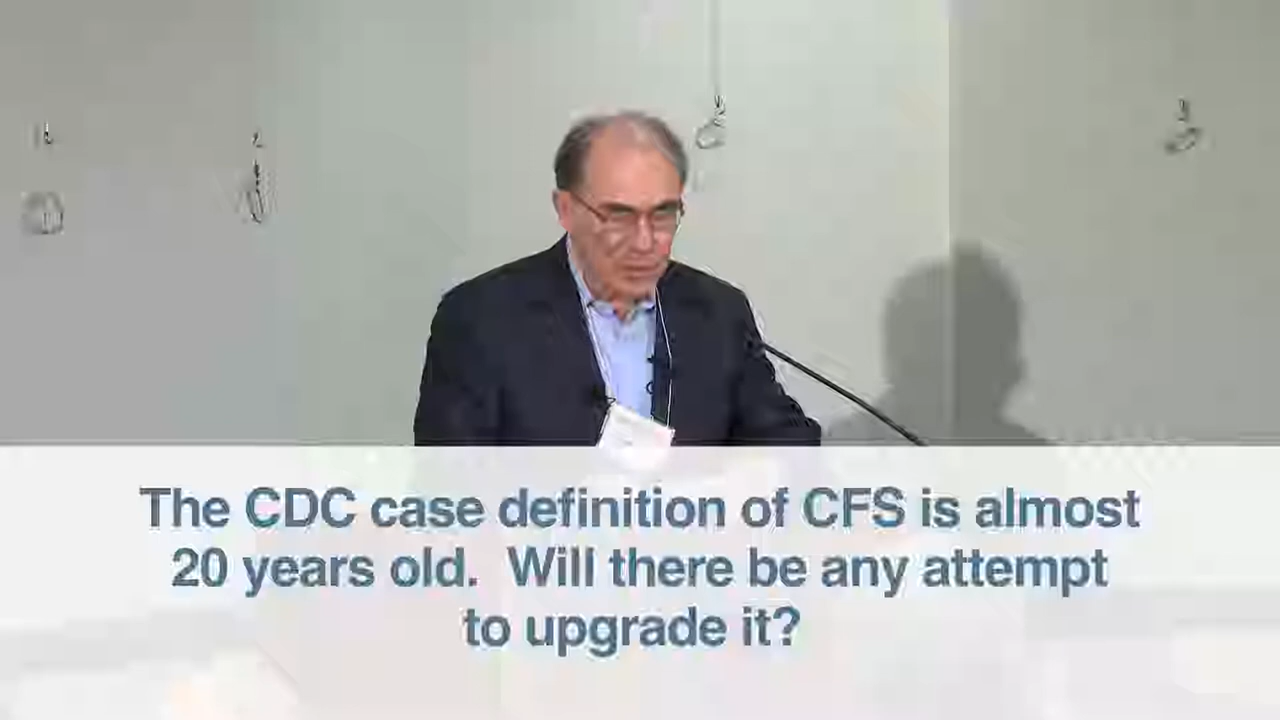 The CDC case definition of CFS is almost
20 years old.  Will there be any attempt
to upgrade it?